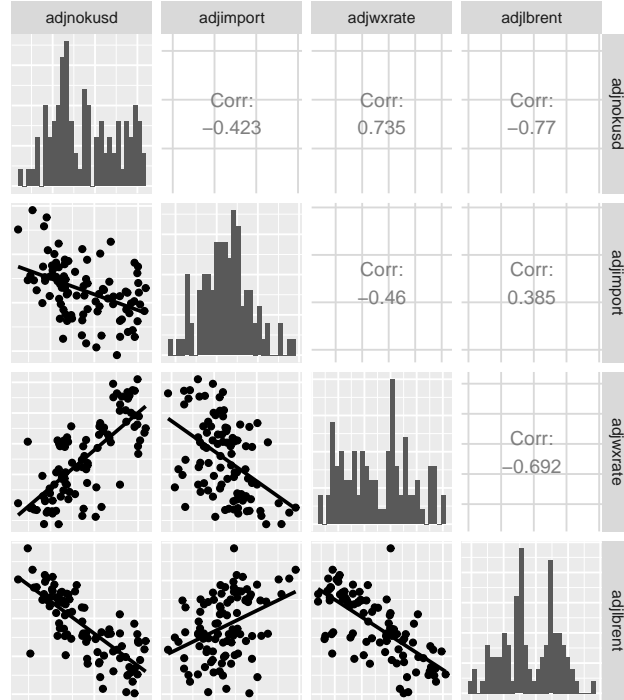 adjnokusd
adjimport
adjwxrate
adjlbrent
Corr:
−0.423
Corr:
0.735
Corr:
−0.77
adjnokusd
Corr:
−0.46
Corr:
0.385
adjimport
Corr:
−0.692
adjwxrate
adjlbrent